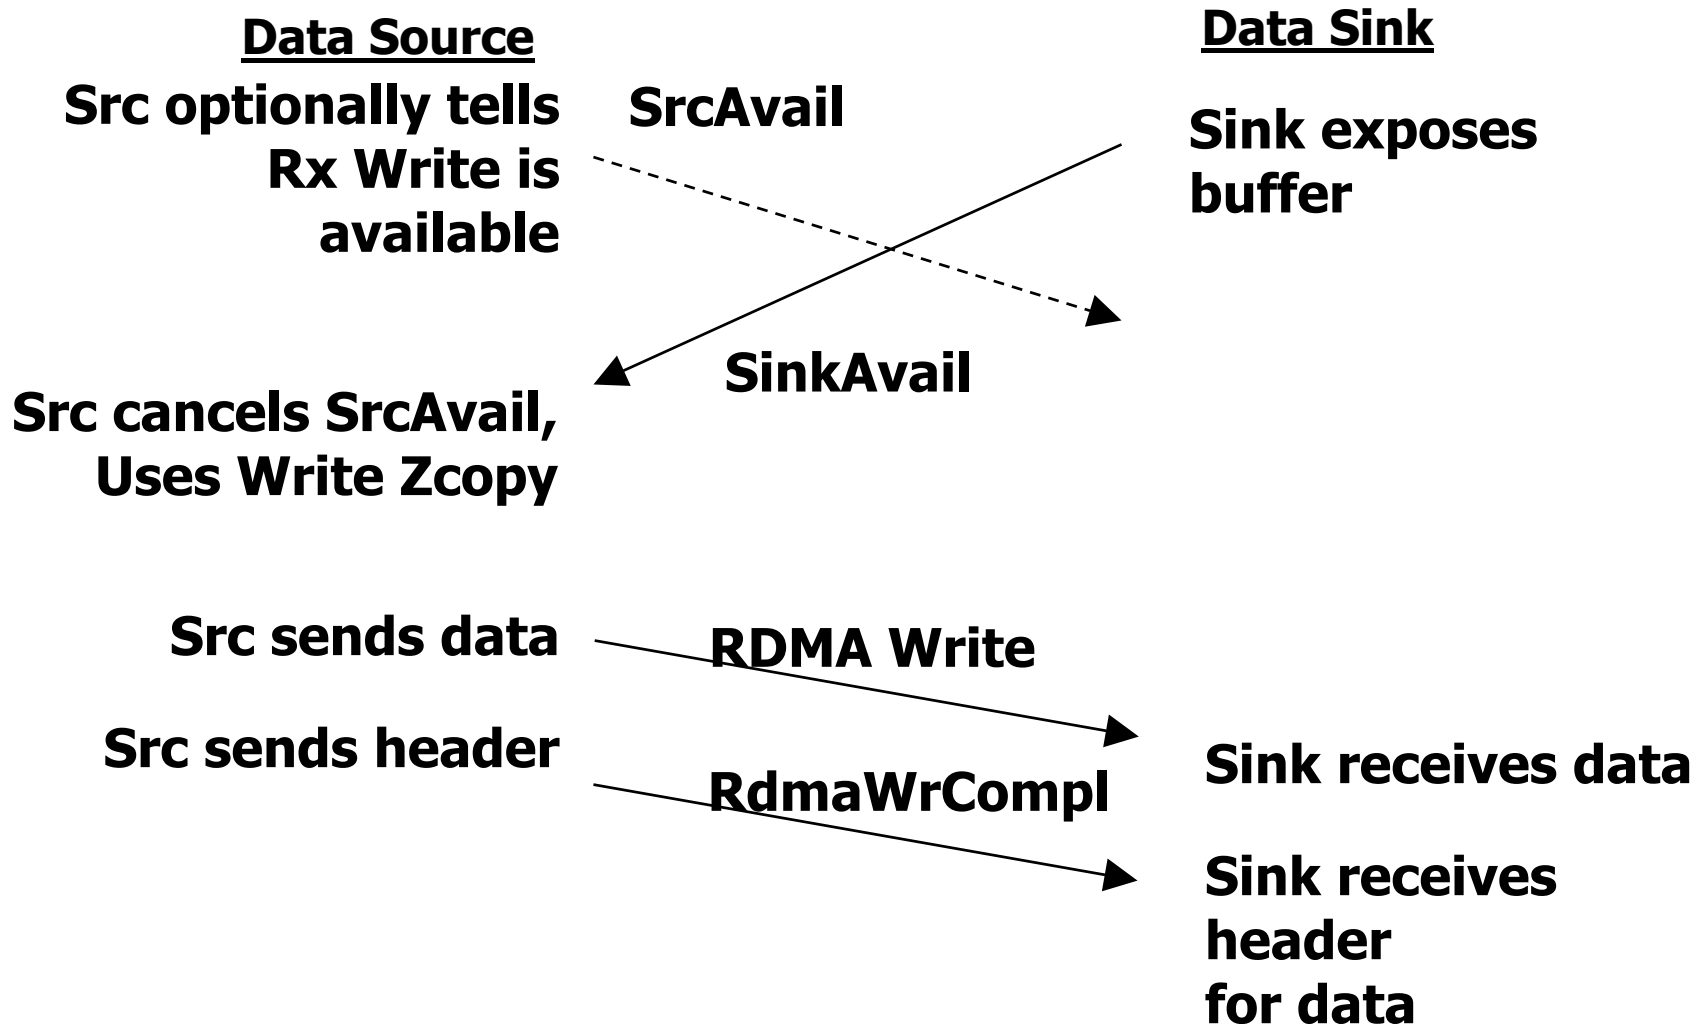 Data Source
Data Sink
Src optionally tells
Rx Write is
available
SrcAvail
Sink exposes
buffer
SinkAvail
Src cancels SrcAvail,
Uses Write Zcopy
Src sends data
RDMA Write
Src sends header
Sink receives data
RdmaWrCompl
Sink receives
header
for data